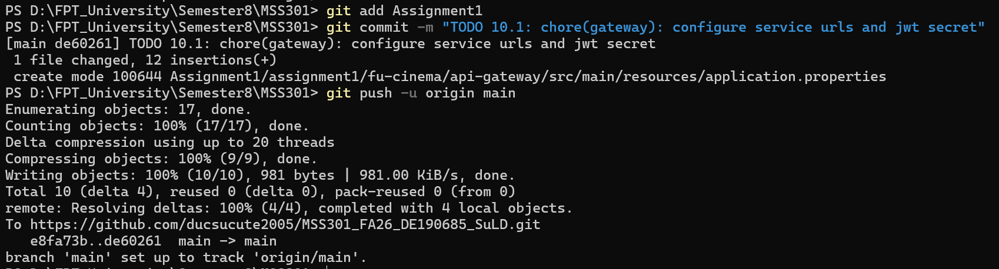 PS D:\FPT_University\Semester8\MSS301> git add Assignment1
PS D:\FPT_University\Semester8\MSS301> git commit -m "TODO 10.1: chore(gateway): configure service urls and jwt secret"
[main de60261] TODO 10.1: chore(gateway): configure service urls and jwt secret
 1 file changed, 12 insertions(+)
 create mode 100644 Assignment1/assignment1/fu-cinema/api-gateway/src/main/resources/application.properties
PS D:\FPT_University\Semester8\MSS301> git push -u origin main
Enumerating objects: 17, done.
Counting objects: 100% (17/17), done.
Delta compression using up to 20 threads
Compressing objects: 100% (9/9), done.
Writing objects: 100% (10/10), 981 bytes | 981.00 KiB/s, done.
Total 10 (delta 4), reused 0 (delta 0), pack-reused 0 (from 0)
remote: Resolving deltas: 100% (4/4), completed with 4 local objects.
To https://github.com/ducsucute2005/MSS301_FA26_DE190685_SuLD.git
   e8fa73b..de60261  main -> main
branch 'main' set up to track 'origin/main'.